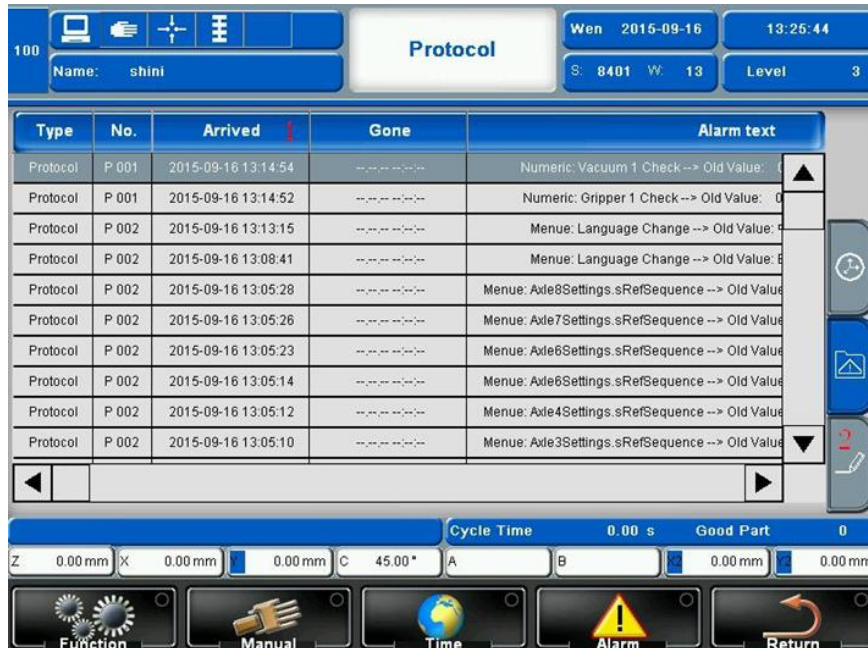 100
Name: shini
Protocol
Wen 2015-09-16
13:25:44
S: 8401 W: 13
Level 3
Type No. Arrived 1 Gone Alarm text
Protocol P 001 2015-09-16 13:14:54 --.--.-- --:--:-- Numeric: Vacuum 1 Check --> Old Value:
Protocol P 001 2015-09-16 13:14:52 --.--.-- --:--:-- Numeric: Gripper 1 Check --> Old Value: 0
Protocol P 002 2015-09-16 13:13:15 --.--.-- --:--:-- Menue: Language Change --> Old Value:
Protocol P 002 2015-09-16 13:08:41 --.--.-- --:--:-- Menue: Language Change --> Old Value: E
Protocol P 002 2015-09-16 13:05:28 --.--.-- --:--:-- Menue: Axle8Settings.sRefSequence --> Old Value
Protocol P 002 2015-09-16 13:05:26 --.--.-- --:--:-- Menue: Axle7Settings.sRefSequence --> Old Value
Protocol P 002 2015-09-16 13:05:23 --.--.-- --:--:-- Menue: Axle6Settings.sRefSequence --> Old Value
Protocol P 002 2015-09-16 13:05:14 --.--.-- --:--:-- Menue: Axle6Settings.sRefSequence --> Old Value
Protocol P 002 2015-09-16 13:05:12 --.--.-- --:--:-- Menue: Axle4Settings.sRefSequence --> Old Value
Protocol P 002 2015-09-16 13:05:10 --.--.-- --:--:-- Menue: Axle3Settings.sRefSequence --> Old Value
2
Cycle Time 0.00 s Good Part 0
Z 0.00 mm X 0.00 mm Y 0.00 mm C 45.00 ° A B X2 0.00 mm Y2 0.00 mm
Function Manual Time Alarm Return